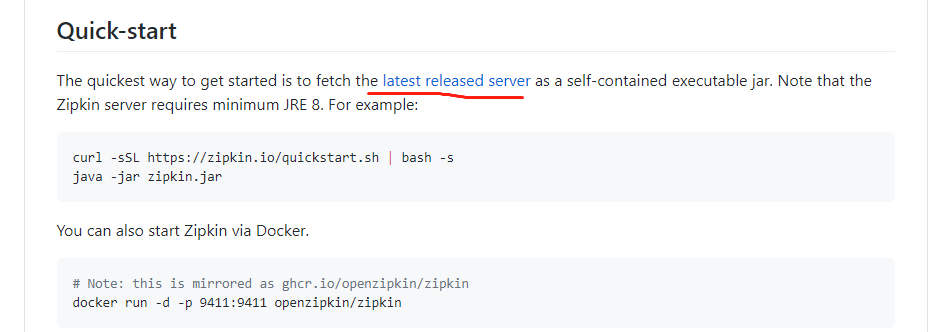 Quick-start
The quickest way to get started is to fetch the latest released server as a self-contained executable jar. Note that the
Zipkin server requires minimum JRE 8. For example:
curl -sSL https://zipkin.io/quickstart.sh | bash -s
java -jar zipkin.jar
You can also start Zipkin via Docker.
# Note: this is mirrored as ghcr.io/openzipkin/zipkin
docker run -d -p 9411:9411 openzipkin/zipkin